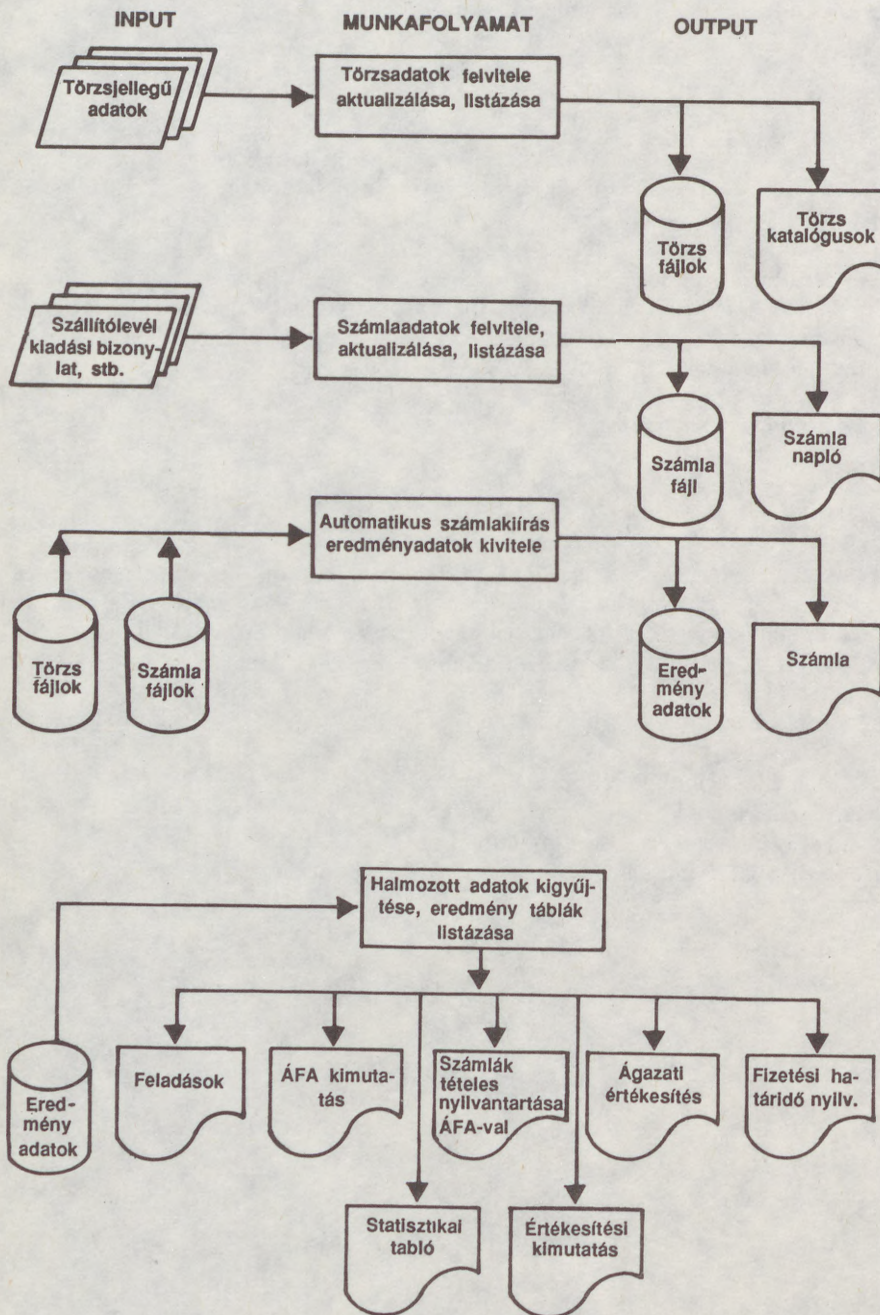 INPUT
MUNKAFOLYAMAT
OUTPUT
Törzsjellegű
adatok
Törzsadatok felvitele
aktualizálása, listázása
Törzs
fájlok
Törzs
katalógusok
Szállítólevél
kladási bizony-
lat, stb.
Számlaadatok felvitele,
aktualizálása, listázása
Számla
fájl
Számla
napló
Automatikus számlakiírás
eredményadatok kivitele
Törzs
fájlok
Számla
fájlok
Ered-
mény
adatok
Számla
Halmozott adatok kigyűj-
tése, eredmény táblák
listázása
Ered-
mény
adatok
Feladások
ÁFA kimuta-
tás
Számlák
tételes
nyilvántartása
ÁFA-val
Ágazati
értékesítés
Fizetési ha-
táridő nyilv.
Statisztikai
tabló
Értékesítési
kimutatás